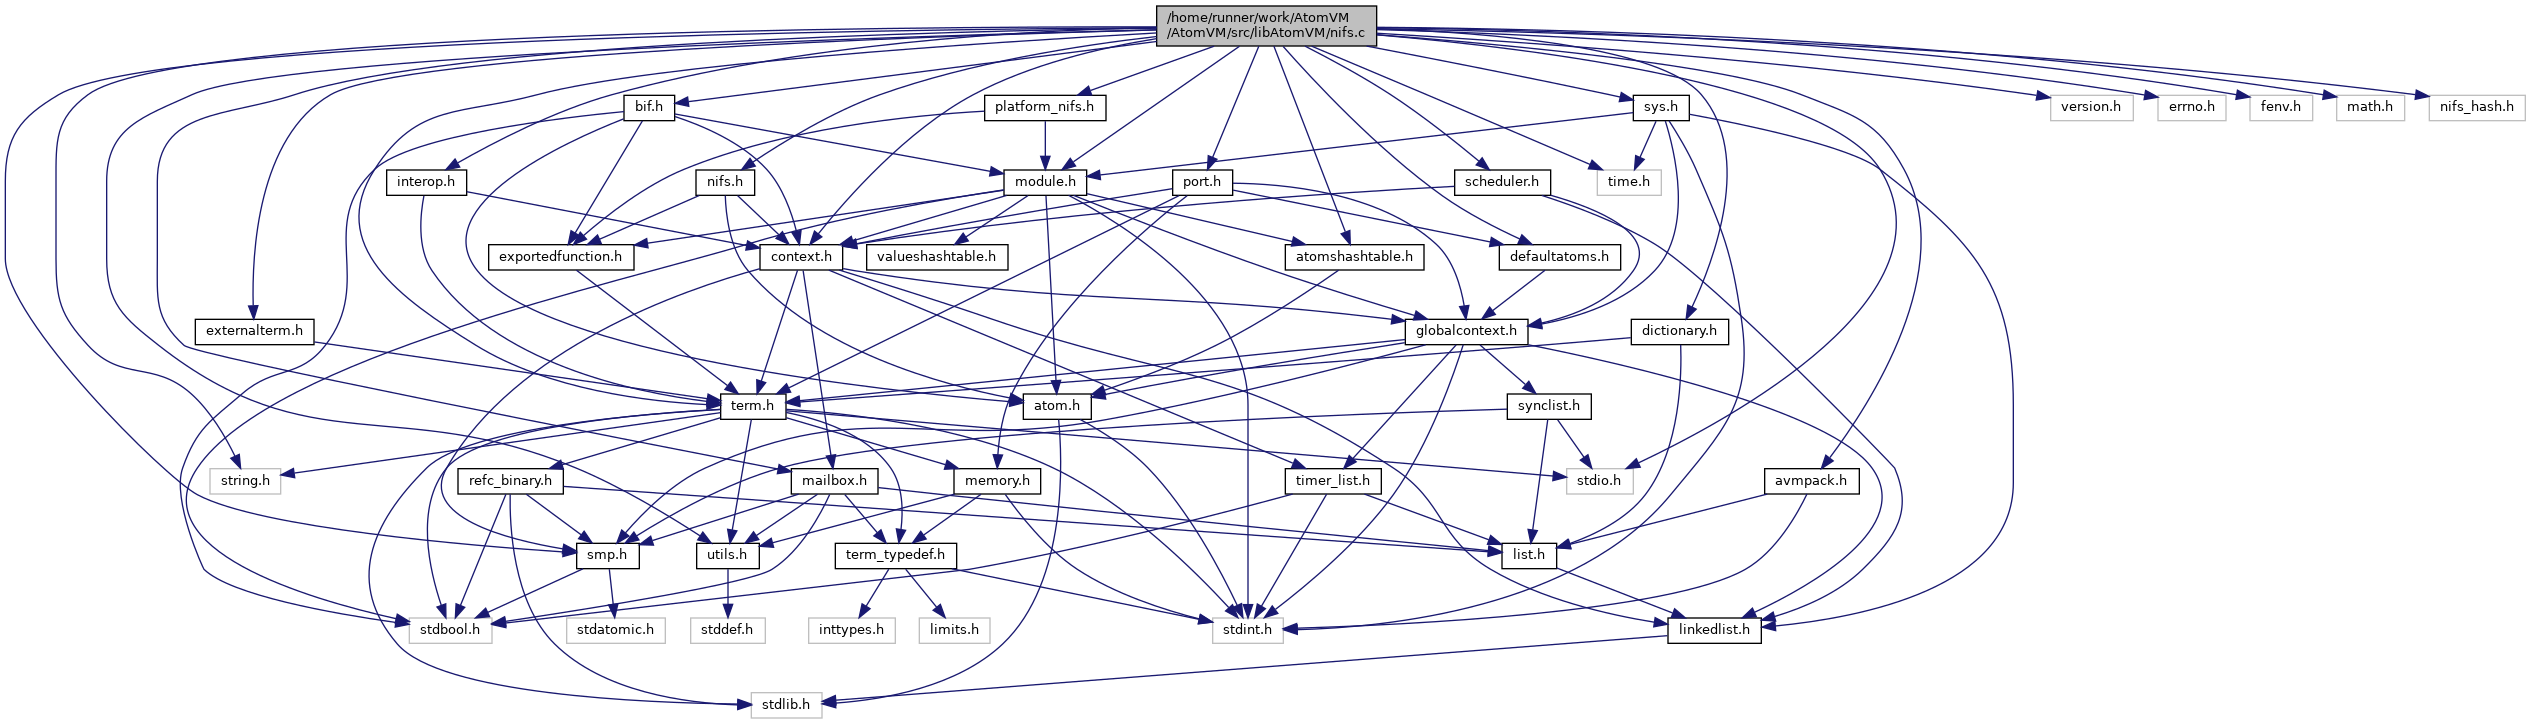 /home/runner/work/AtomVM
/AtomVM/src/libAtomVM/nifs.c
bif.h
platform_nifs.h
sys.h
version.h
errno.h
fenv.h
math.h
nifs_hash.h
interop.h
nifs.h
module.h
port.h
scheduler.h
time.h
exportedfunction.h
context.h
valueshashtable.h
atomshashtable.h
defaultatoms.h
externalterm.h
globalcontext.h
dictionary.h
term.h
atom.h
synclist.h
string.h
refc_binary.h
mailbox.h
memory.h
timer_list.h
stdio.h
avmpack.h
smp.h
utils.h
term_typedef.h
list.h
stdbool.h
stdatomic.h
stddef.h
inttypes.h
limits.h
stdint.h
linkedlist.h
stdlib.h